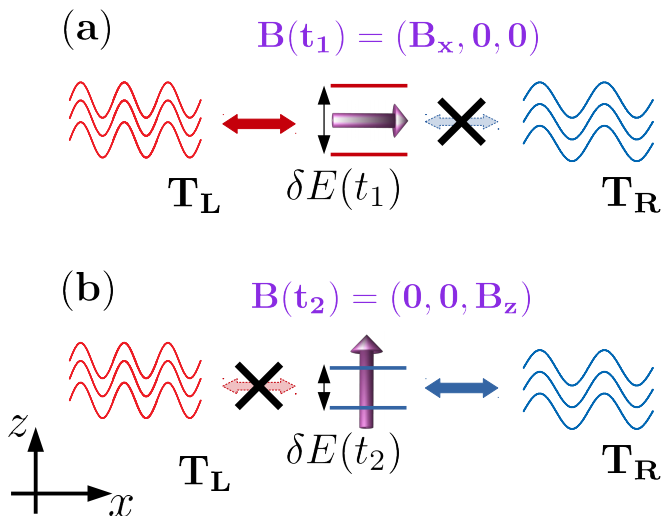 (a)
B(t₁) = (Bₓ, 0, 0)
T_L
δE(t₁)
T_R
(b)
B(t₂) = (0, 0, B_z)
z
x
T_L
δE(t₂)
T_R